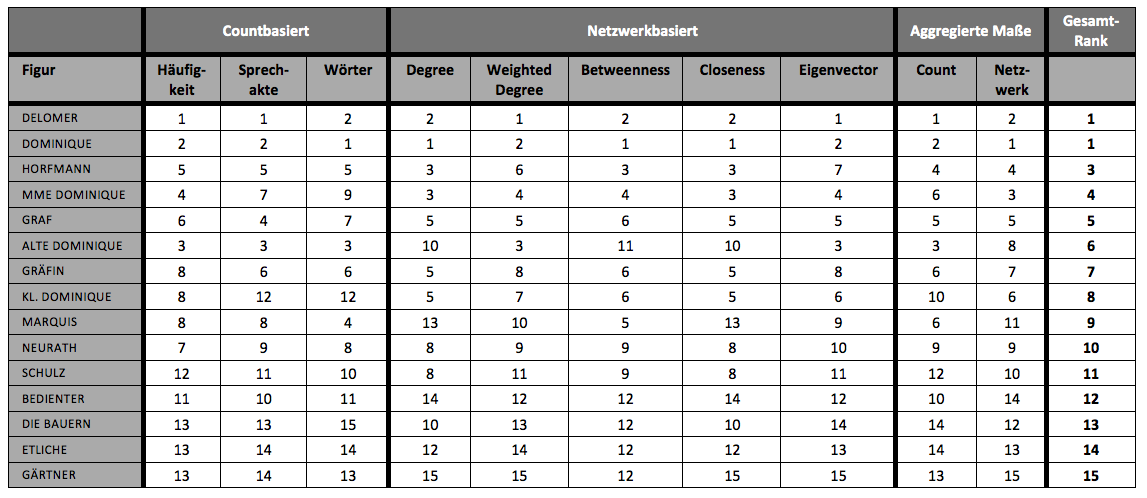 Countbasiert Netzwerkbasiert Aggregierte Maße Gesamt-
Rank
Figur Häufig-
keit Sprech-
akte Wörter Degree Weighted
Degree Betweenness Closeness Eigenvector Count Netz-
werk
DELOMER 1 1 2 2 1 2 2 1 1 2 1
DOMINIQUE 2 2 1 1 2 1 1 2 2 1 1
HORFMANN 5 5 5 3 6 3 3 7 4 4 3
MME DOMINIQUE 4 7 9 3 4 4 3 4 6 3 4
GRAF 6 4 7 5 5 6 5 5 5 5 5
ALTE DOMINIQUE 3 3 3 10 3 11 10 3 3 8 6
GRÄFIN 8 6 6 5 8 6 5 8 6 7 7
KL. DOMINIQUE 8 12 12 5 7 6 5 6 10 6 8
MARQUIS 8 8 4 13 10 5 13 9 6 11 9
NEURATH 7 9 8 8 9 9 8 10 9 9 10
SCHULZ 12 11 10 8 11 9 8 11 12 10 11
BEDIENTER 11 10 11 14 12 12 14 12 10 14 12
DIE BAUERN 13 13 15 10 13 12 10 14 14 12 13
ETLICHE 13 14 14 12 14 12 12 13 14 13 14
GÄRTNER 13 14 13 15 15 12 15 15 13 15 15